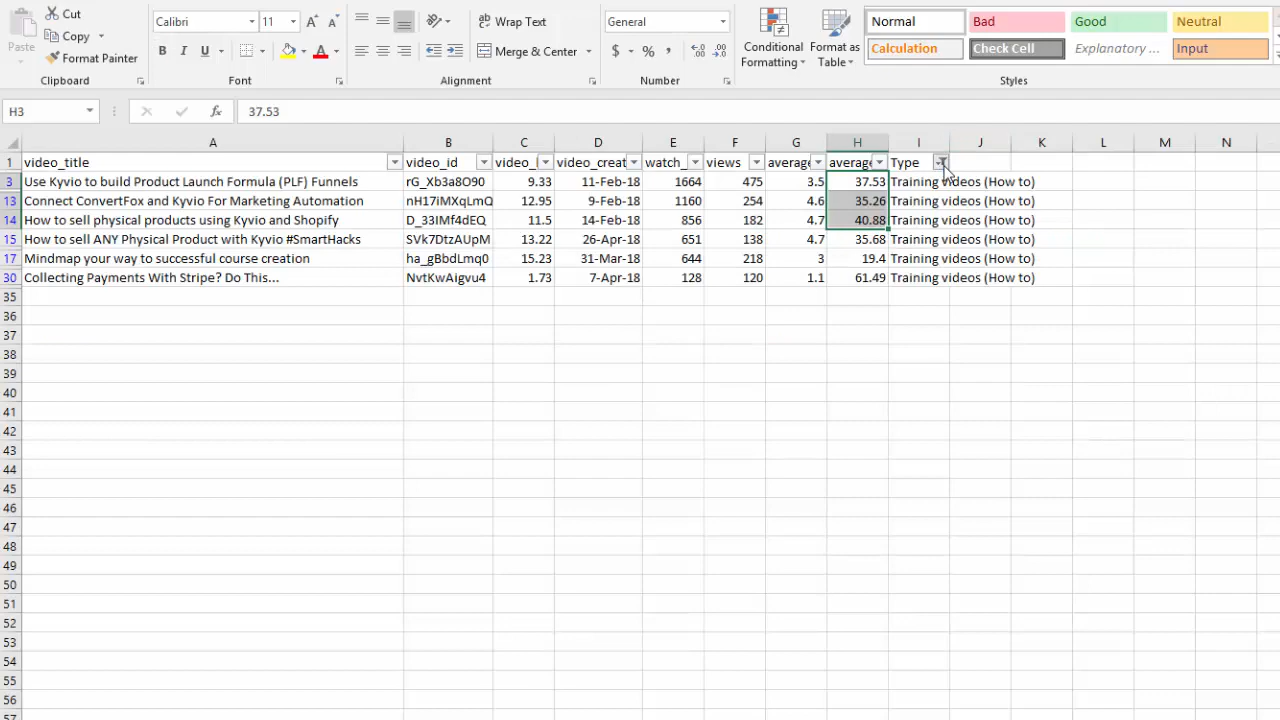 Cut
Copy
Paste
Format Painter
Clipboard
Calibri 11
B I U
Font
Wrap Text
Merge & Center
Alignment
General
$ % ,
Number
Conditional Formatting
Format as Table
Normal Bad Good Neutral
Calculation Check Cell Explanatory ... Input
Styles
H3 fx 37.53
A B C D E F G H I J K L M N
1 video_title video_id video_l video_creat watch_ views average average Type
3 Use Kyvio to build Product Launch Formula (PLF) Funnels rG_Xb3a8O90 9.33 11-Feb-18 1664 475 3.5 37.53 Training videos (How to)
13 Connect ConvertFox and Kyvio For Marketing Automation nH17iMXqLmQ 12.95 9-Feb-18 1160 254 4.6 35.26 Training videos (How to)
14 How to sell physical products using Kyvio and Shopify D_33IMf4dEQ 11.5 14-Feb-18 856 182 4.7 40.88 Training videos (How to)
15 How to sell ANY Physical Product with Kyvio #SmartHacks SVk7DtzAUpM 13.22 26-Apr-18 651 138 4.7 35.68 Training videos (How to)
17 Mindmap your way to successful course creation ha_gBbdLmq0 15.23 31-Mar-18 644 218 3 19.4 Training videos (How to)
30 Collecting Payments With Stripe? Do This... NvtKwAigvu4 1.73 7-Apr-18 128 120 1.1 61.49 Training videos (How to)
35
36
37
38
39
40
41
42
43
44
45
46
47
48
49
50
51
52
53
54
55
56
57